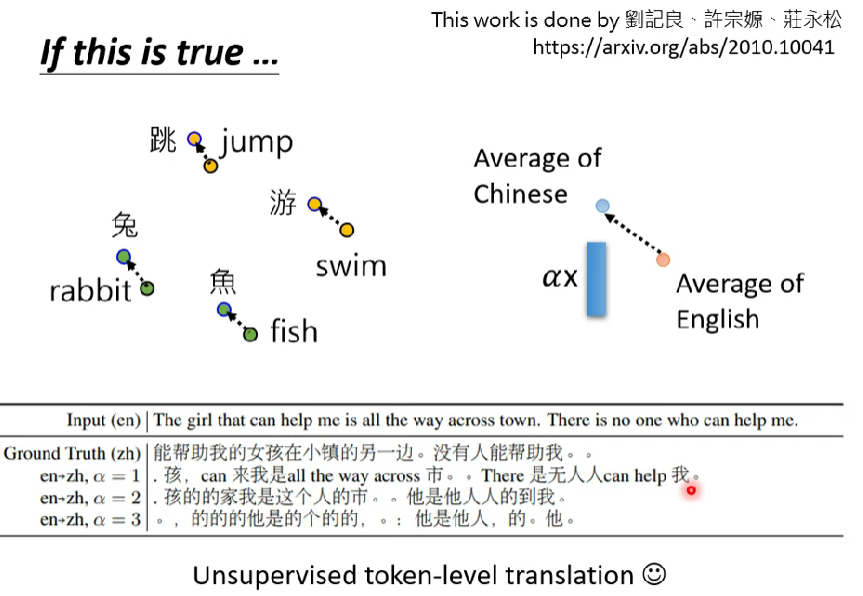 This work is done by 劉記良、許宗嫄、莊永松
https://arxiv.org/abs/2010.10041
If this is true …
跳 jump
游
swim
兔
rabbit
魚
fish
Average of
Chinese
αx
Average of
English
Input (en) | The girl that can help me is all the way across town. There is no one who can help me.
Ground Truth (zh) | 能帮助我的女孩在小镇的另一边。没有人能帮助我。。
en→zh, α = 1 | . 孩，can 来我是all the way across 市。。There 是无人人can help 我。
en→zh, α = 2 | . 孩的的家我是这个人的市。。他是他人人的到我。
en→zh, α = 3 | 。，的的的他是的个的的，。：他是他人，的。他。
Unsupervised token-level translation ☺